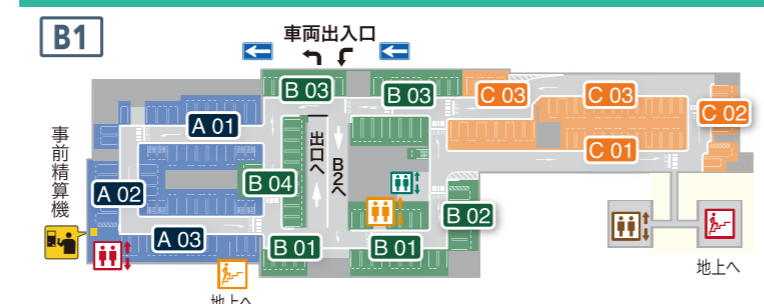 B1
車両出入口
B 03
B 03
C 03
C 03
C 02
A 01
出口へ
B2へ
C 01
事前精算機
B 04
A 02
B 02
A 03
B 01
B 01
地上へ
地上へ